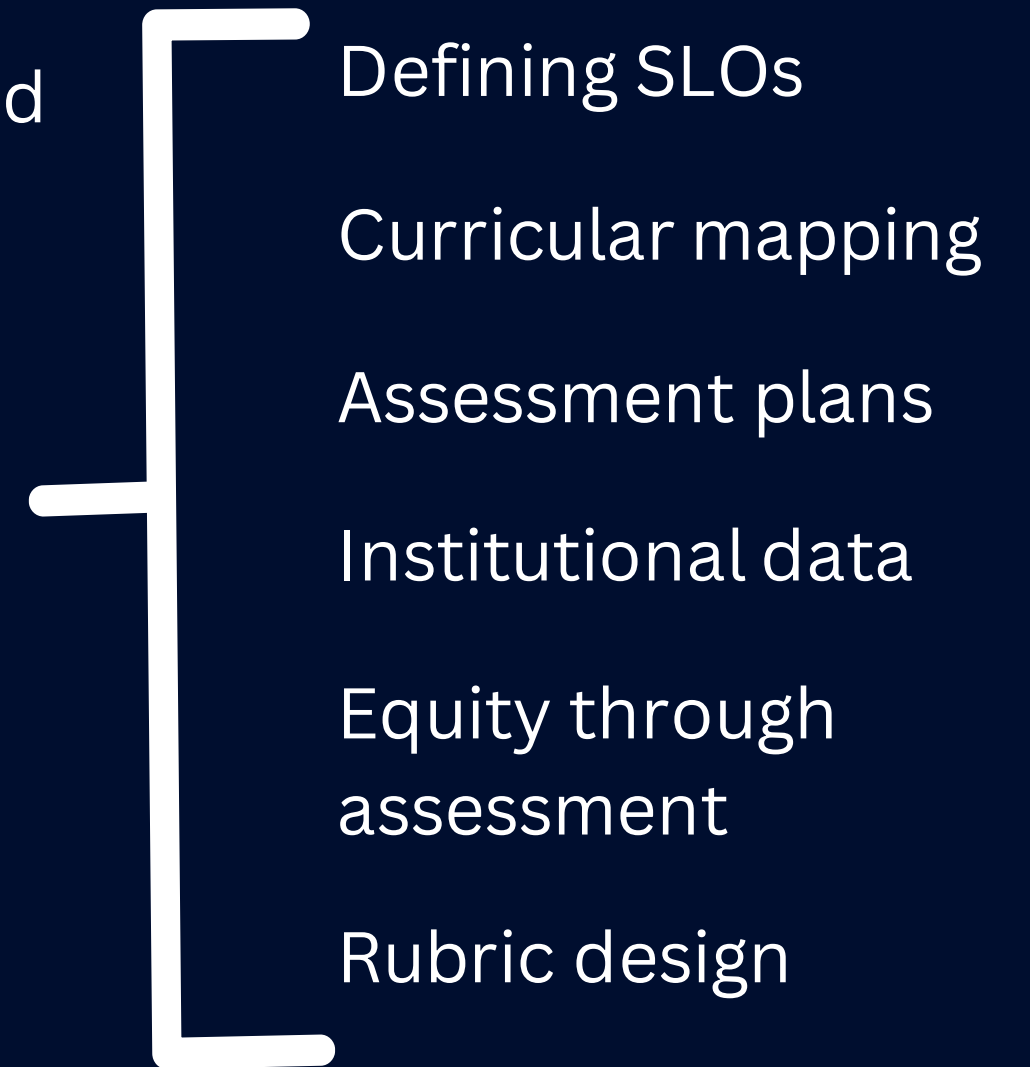 d
Defining SLOs
Curricular mapping
Assessment plans
Institutional data
Equity through
assessment
Rubric design